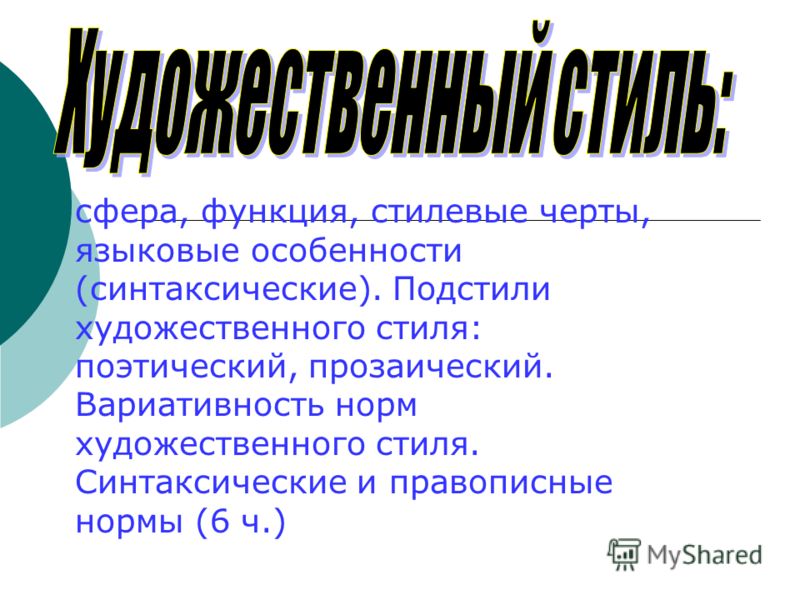 Художественный стиль:
сфера, функция, стилевые черты,
языковые особенности
(синтаксические). Подстили
художественного стиля:
поэтический, прозаический.
Вариативность норм
художественного стиля.
Синтаксические и правописные
нормы (6 ч.)
MyShared